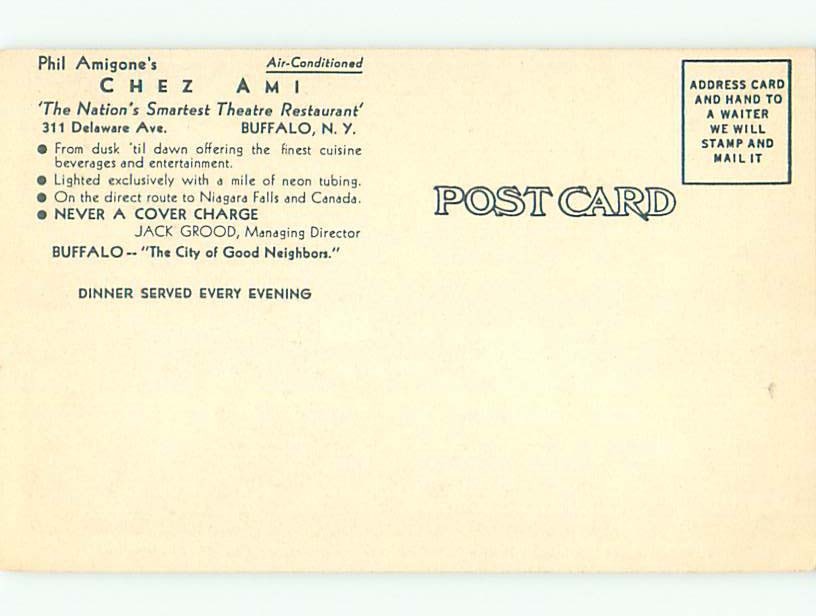 Phil Amigone's Air-Conditioned
CHEZ AMI
'The Nation's Smartest Theatre Restaurant'
311 Delaware Ave. BUFFALO, N. Y.
● From dusk 'til dawn offering the finest cuisine
beverages and entertainment.
● Lighted exclusively with a mile of neon tubing.
● On the direct route to Niagara Falls and Canada.
● NEVER A COVER CHARGE
JACK GROOD, Managing Director
BUFFALO -- "The City of Good Neighbors."
DINNER SERVED EVERY EVENING
POST CARD
ADDRESS CARD
AND HAND TO
A WAITER
WE WILL
STAMP AND
MAIL IT